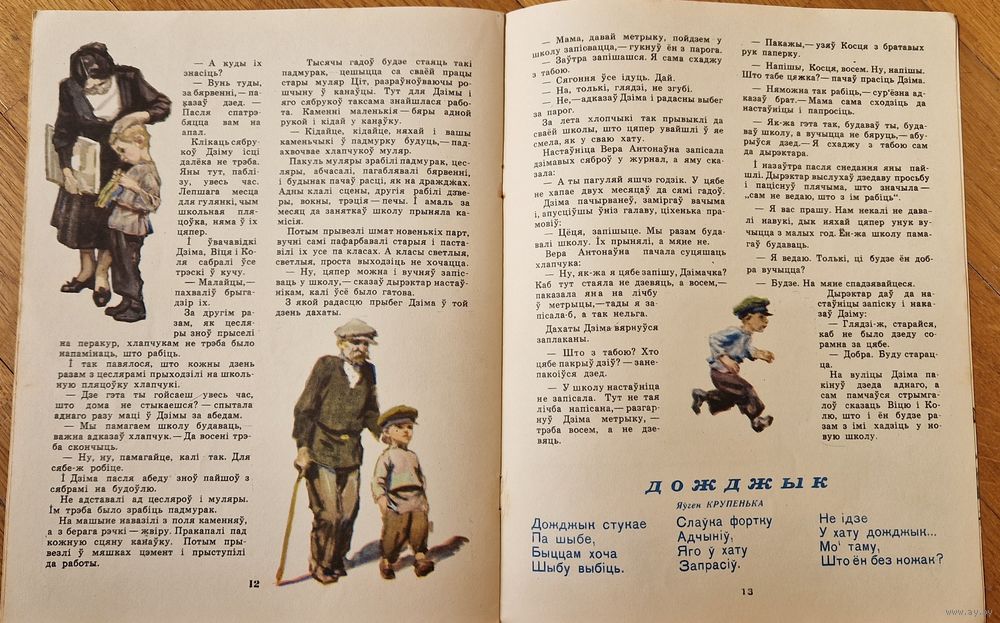 — А куды іх
знасіць?
— Вунь туды,
за бярвенні,— па-
казаў дзед. —
Пасля спатрэ-
бяцца вам на
апал.
Клікаць сябру-
коў Дзіму ісці
далёка не трэба.
Яны тут, паблі-
зу, увесь час.
Лепшага месца
для гулянкі, чым
школьная пля-
цоўка, няма ў іх
цяпер.
І ўвачавідкі
Дзіма, Віця і Ко-
ля сабралі ўсе
трэскі ў кучу.
— Малайцы,—
пахваліў брыга-
дзір іх.
За другім ра-
зам, як цесля-
ры зноў прыселі
на перакур, хлапчукам не трэба было
напамінаць, што рабіць.
І так павялося, што кожны дзень
разам з цеслярамі прыходзілі на школь-
ную пляцоўку хлапчукі.
— Дзе гэта ты гойсаеш увесь час,
што дома не стыкаешся? — спытала
аднаго разу маці ў Дзімы за абедам.
— Мы памагаем школу будаваць,—
важна адказаў хлапчук.— Да восені трэ-
ба скончыць.
— Ну, ну, памагайце, калі так. Для
сябе-ж робіце.
І Дзіма пасля абеду зноў пайшоў з
сябрамі на будоўлю.
Не адставалі ад цесляроў і муляры.
Ім трэба было зрабіць падмурак.
На машыне навазілі з поля каменняў,
а з берага рэчкі — жвіру. Пракапалі пад
кожную сцяну канаўку. Потым пры-
везлі ў мяшках цэмент і прыступілі
да работы.
Тысячы гадоў будзе стаяць такі
падмурак, цешыцца са сваёй працы
стары муляр Ціт, разраўноўваючы ро-
шчыну ў канаўцы. Тут для Дзімы і
яго сябрукоў таксама знайшлася рабо-
та. Каменні маленькія — бяры адной
рукой і кідай у канаўку.
— Кідайце, кідайце, няхай і вашы
каменьчыкі ў падмурку будуць,— пад-
ахвочвае хлапчукоў муляр.
Пакуль муляры зрабілі падмурак, цес-
ляры, абчасалі, пагаблявалі бярвенні,
і будынак пачаў расці, як на дражджах.
Адны клалі сцены, другія рабілі дзве-
ры, вокны, трэція — печы. І амаль за
месяц да заняткаў школу прыняла ка-
місія.
Потым прывезлі шмат новенькіх парт,
вучні самі пафарбавалі старыя і паста-
вілі іх усе па класах. А класы светлыя,
светлыя, проста выходзіць не хочацца.
— Ну, цяпер можна і вучняў запіс-
ваць у школу,— сказаў дырэктар настаў-
нікам, калі ўсё было гатова.
З якой радасцю прыбег Дзіма ў той
дзень дахаты.
12
— Мама, давай метрыку, пойдзем у
школу запісовацца,— гукнуў ён з парога.
— Заўтра запішашся. Я сама схаджу
з табою.
— Сягоння ўсе ідуць. Дай.
— На, толькі, глядзі, не згубі.
— Не,— адказаў Дзіма і радасны выбег
за парог.
За лета хлопчыкі так прывыклі да
сваёй школы, што цяпер увайшлі ў яе
смела, як у сваю хату.
Настаўніца Вера Антонаўна запісала
дзімавых сяброў у журнал, а яму ска-
зала:
— А ты пагуляй яшчэ годзік. У цябе
не хапае двух месяцаў да сямі гадоў.
Дзіма пачырванеў, заміргаў вачыма
і, апусціўшы ўніз галаву, ціхенька пра-
мовіў:
— Цёця, запішыце. Мы разам буда-
валі школу. Іх прынялі, а мяне не.
Вера Антонаўна пачала суцяшаць
хлапчука:
— Ну, як-жа я цябе запішу, Дзімачка?
Каб тут стаяла не дзевяць, а восем,—
паказала яна на лічбу
ў метрыцы,— тады я за-
пісала-б, а так нельга.
Дахаты Дзіма вярнуўся
заплаканы.
— Што з табою? Хто
цябе пакрыў дзіў? — зане-
пакоіўся дзед.
— У школу настаўніца
не запісала. Тут не тая
лічба напісана,— разгар-
нуў Дзіма метрыку,—
трэба восем, а не дзе-
вяць.
— Пакажы,— узяў Косця з братавых
рук паперку.
— Напішы, Косця, восем. Ну, напішы.
Што табе цяжка? — пачаў прасіць Дзіма.
— Няможна так рабіць,— сур'ёзна ад-
казаў брат.— Мама сама сходзіць да
настаўніцы і папросіць.
— Як-жа гэта так, будаваў ты, буда-
ваў школу, а вучыцца не бяруць,— абу-
рыўся дзед.— Я схаджу з табою сам
да дырэктара.
І назаўтра пасля снедання яны пай-
шлі. Дырэктар выслухаў дзедаву просьбу
і паціснуў плячыма, што значыла —
„сам не ведаю, што з ім рабіць“.
— Я вас прашу. Нам некалі не дава-
лі навукі, дык няхай цяпер унук ву-
чыцца з малых год. Ён-жа школу пама-
гаў будаваць.
— Я ведаю. Толькі, ці будзе ён доб-
ра вучыцца?
— Будзе. На мяне спадзявайцеся.
Дырэктар даў да на-
стаўніцы запіску і нака-
заў Дзіму:
— Глядзі-ж, старайся,
каб не было дзеду со-
рамна за цябе.
— Добра. Буду старац-
ца.
На вуліцы Дзіма па-
кінуў дзеда аднаго, а
сам памчаўся стрымга-
лоў сказаць Віцю і Ко-
лю, што і ён будзе ра-
зам з імі хадзіць у но-
вую школу.
ДОЖДЖЫК
Яўген КРУПЕНЬКА
Дожджык стукае
Па шыбе,
Быццам хоча
Шыбу выбіць.
Слаўка фортку
Адчыніў,
Яго ў хату
Запрасіў.
Не ідзе
У хату дожджык...
Мо' таму,
Што ён без ножак?
13
www.ay.by